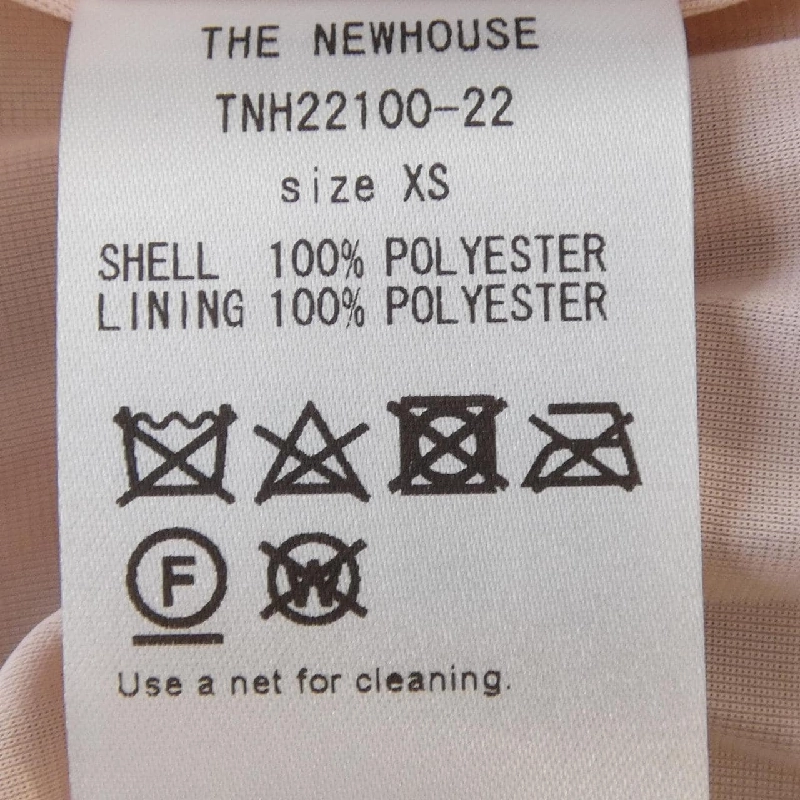 THE NEWHOUSE
TNH22100-22
size XS
SHELL 100% POLYESTER
LINING 100% POLYESTER
F W
Use a net for cleaning.